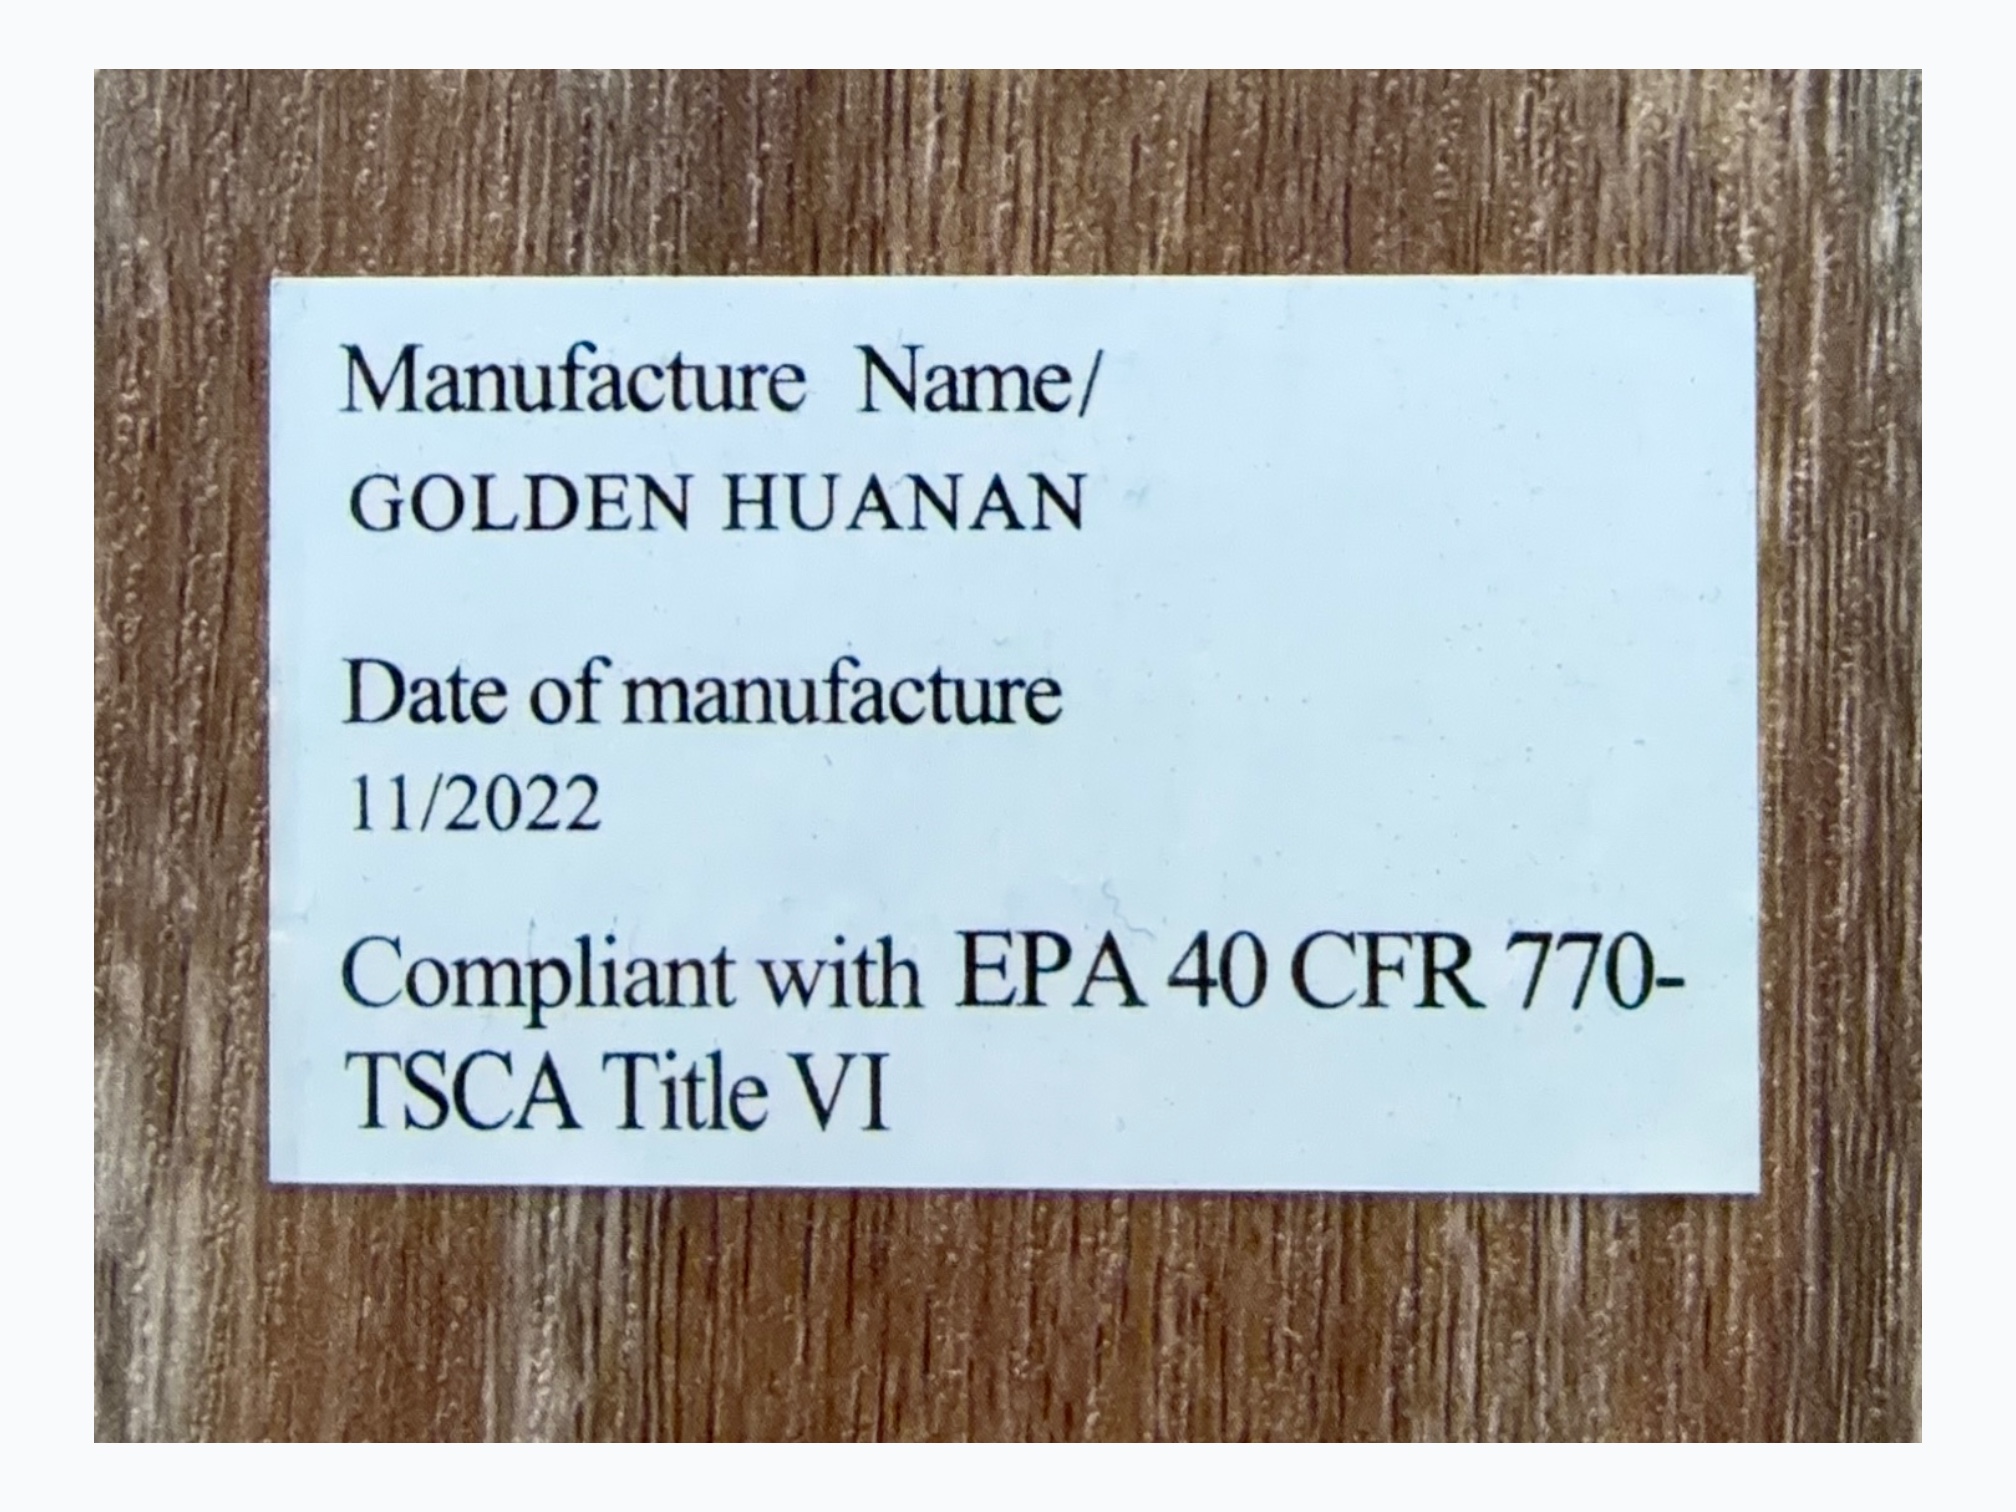 Manufacture Name/
GOLDEN HUANAN
Date of manufacture
11/2022
Compliant with EPA 40 CFR 770-
TSCA Title VI